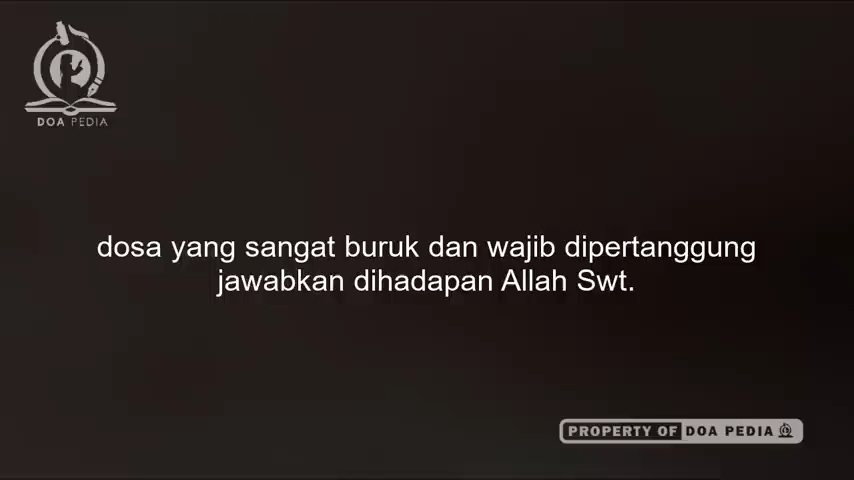 DOA PEDIA
dosa yang sangat buruk dan wajib dipertanggung
jawabkan dihadapan Allah Swt.
PROPERTY OF DOA PEDIA